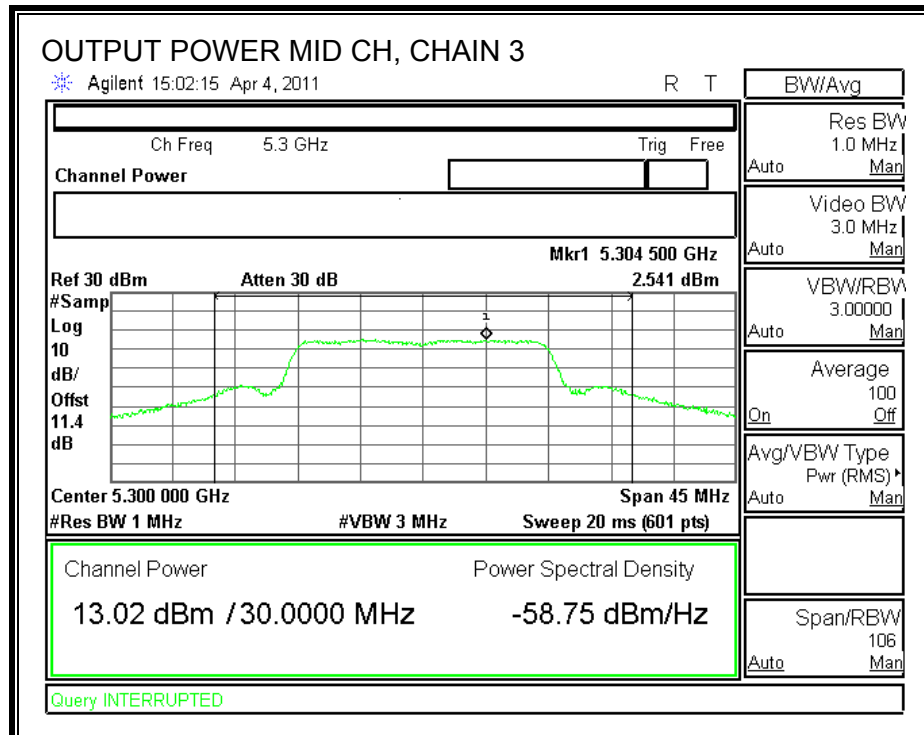 OUTPUT POWER MID CH, CHAIN 3
Agilent 15:02:15 Apr 4, 2011 R T
Ch Freq 5.3 GHz Trig Free
Channel Power
Mkr1 5.304 500 GHz
Ref 30 dBm Atten 30 dB 2.541 dBm
#Samp
Log
10
dB/
Offst
11.4
dB
1
Center 5.300 000 GHz Span 45 MHz
#Res BW 1 MHz #VBW 3 MHz Sweep 20 ms (601 pts)
Channel Power Power Spectral Density
13.02 dBm / 30.0000 MHz -58.75 dBm/Hz
Query INTERRUPTED
BW/Avg
Res BW
1.0 MHz
Auto Man
Video BW
3.0 MHz
Auto Man
VBW/RBW
3.00000
Auto Man
Average
100
On Off
Avg/VBW Type
Pwr (RMS)
Auto Man
Span/RBW
106
Auto Man